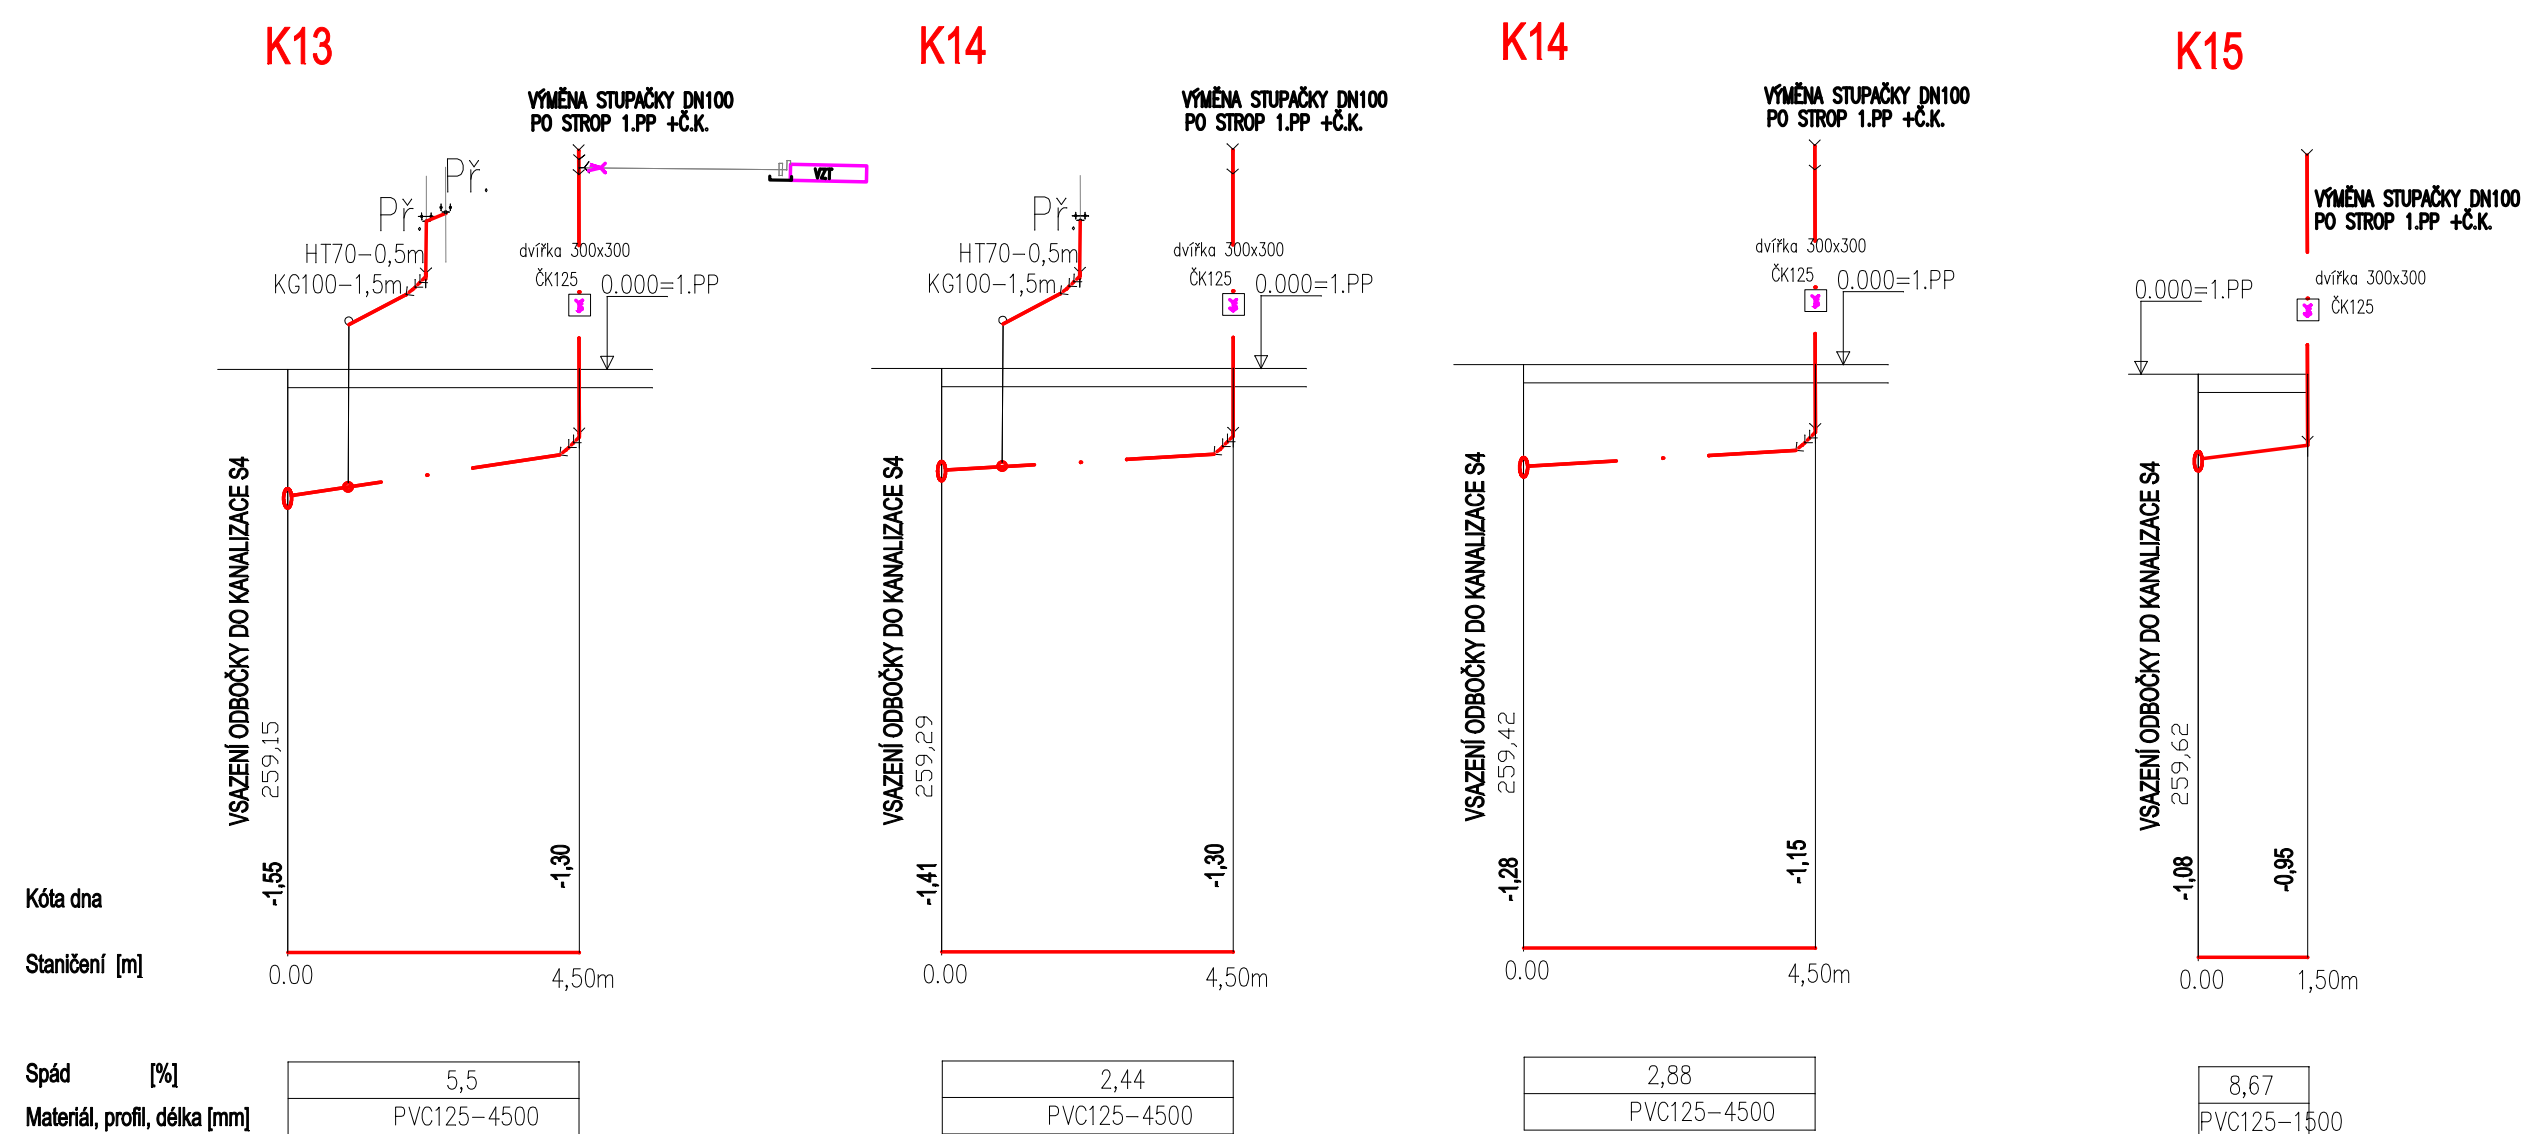 K13
K14
K14
K15
VÝMĚNA STUPAČKY DN100
PO STROP 1.PP +Č.K.
VÝMĚNA STUPAČKY DN100
PO STROP 1.PP +Č.K.
VÝMĚNA STUPAČKY DN100
PO STROP 1.PP +Č.K.
VÝMĚNA STUPAČKY DN100
PO STROP 1.PP +Č.K.
VZT
Př.
Př.
HT70-0,5m
KG100-1,5m
dvířka 300x300
ČK125
0.000=1.PP
Př.
HT70-0,5m
KG100-1,5m
dvířka 300x300
ČK125
0.000=1.PP
dvířka 300x300
ČK125
0.000=1.PP
0.000=1.PP
dvířka 300x300
ČK125
VSAZENÍ ODBOČKY DO KANALIZACE S4
259,15
VSAZENÍ ODBOČKY DO KANALIZACE S4
259,29
VSAZENÍ ODBOČKY DO KANALIZACE S4
259,42
VSAZENÍ ODBOČKY DO KANALIZACE S4
259,62
Kóta dna
-1,55
-1,30
-1,41
-1,30
-1,28
-1,15
-1,08
-0,95
Staničení [m]
0.00
4,50m
0.00
4,50m
0.00
4,50m
0.00
1,50m
Spád [%]
5,5
2,44
2,88
8,67
Materiál, profil, délka [mm]
PVC125-4500
PVC125-4500
PVC125-4500
PVC125-1500